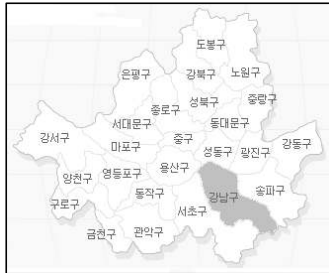 도봉구
은평구
강북구
노원구
종로구
성북구
중랑구
서대문구
동대문구
강서구
마포구
중구
성동구
광진구
강동구
양천구
영등포구
용산구
강남구
송파구
구로구
동작구
서초구
금천구
관악구